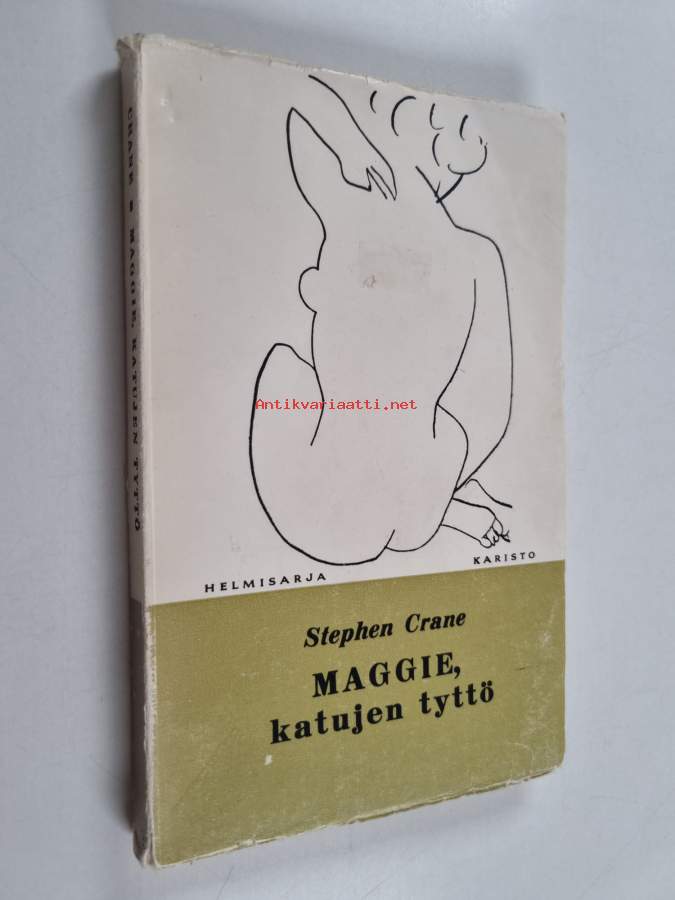 CRANE ● MAGGIE, KATUJEN TYTTÖ
Antikvariaatti.net
HELMISARJA
KARISTO
Stephen Crane
MAGGIE,
katujen tyttö